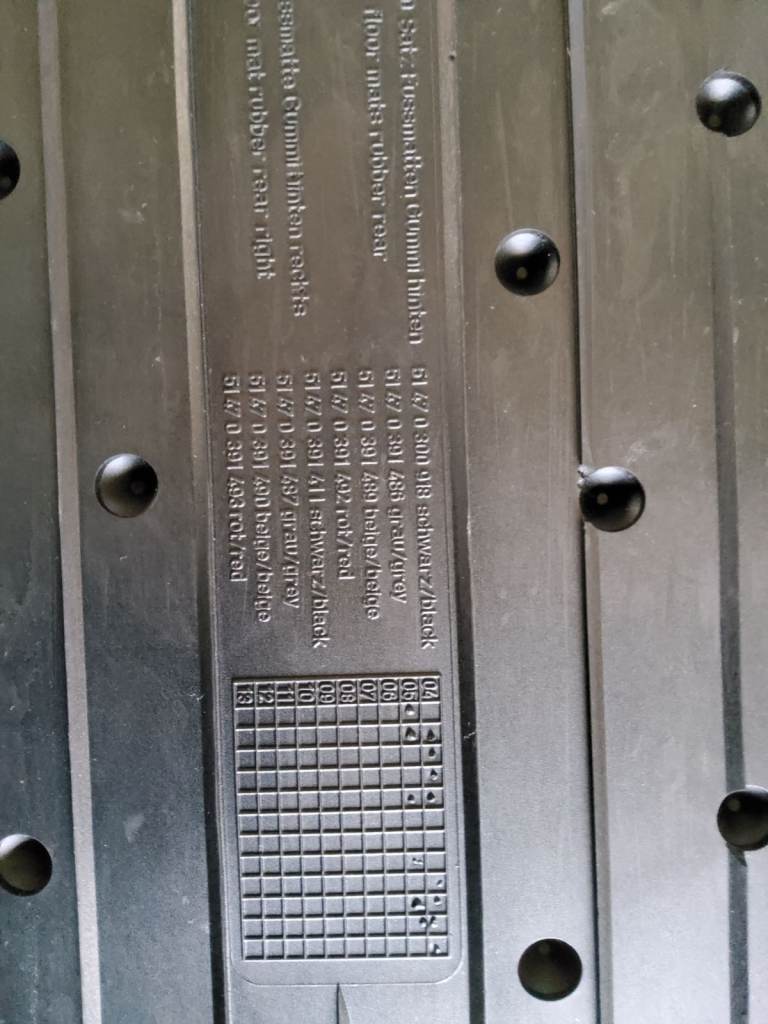 Satz Fussmatten Gummi hinten
floor mats rubber rear
ssmatte Gummi hinten rechts
or mat rubber rear right
51 47 0 schwarz/black
51 47 0 391 486 grau/grey
51 47 0 391 489 beige/beige
51 47 0 391 492 rot/red
51 47 0 391 411 schwarz/black
51 47 0 391 487 grau/grey
51 47 0 391 490 beige/beige
51 47 0 391 493 rot/red
04
05
06
07
08
09
10
11
12
13